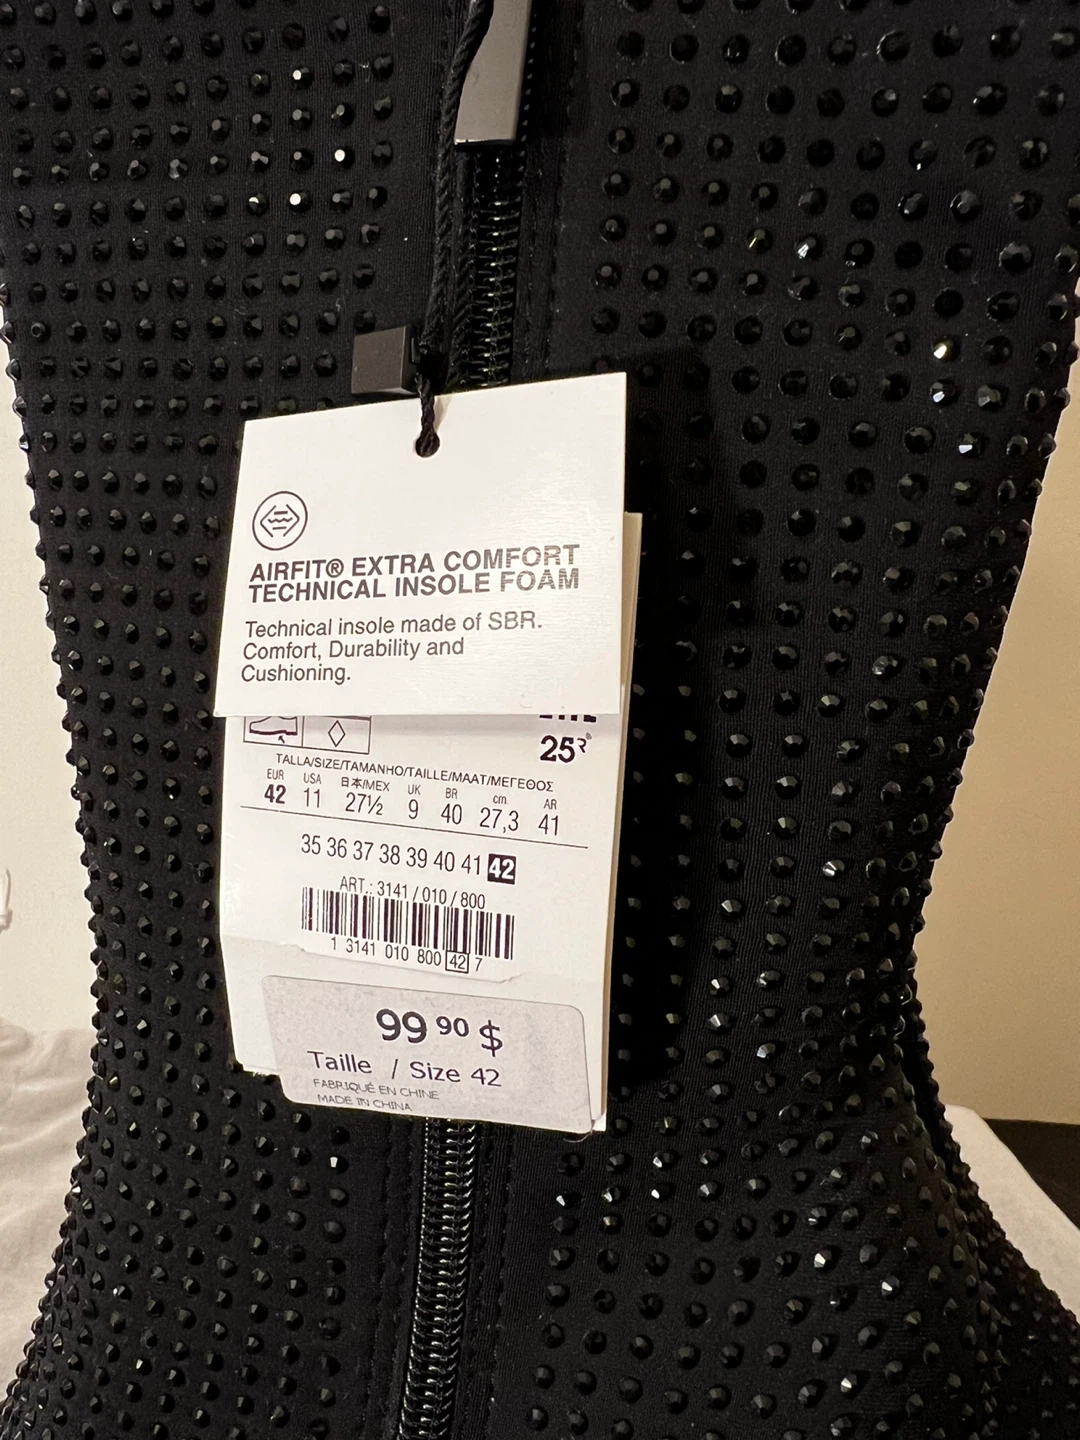 AIRFIT® EXTRA COMFORT
TECHNICAL INSOLE FOAM
Technical insole made of SBR.
Comfort, Durability and
Cushioning.
TALLA/SIZE/TAMANHO/TAILLE/MAAT/ΜΕΓΕΘΟΣ
EUR USA 日本/MEX UK BR cm AR
42 11 27½ 9 40 27,3 41
35 36 37 38 39 40 41 42
ART.: 3141 / 010 / 800
1 3141 010 800 42 7
99 90 $
Taille / Size 42
FABRIQUÉ EN CHINE
MADE IN CHINA